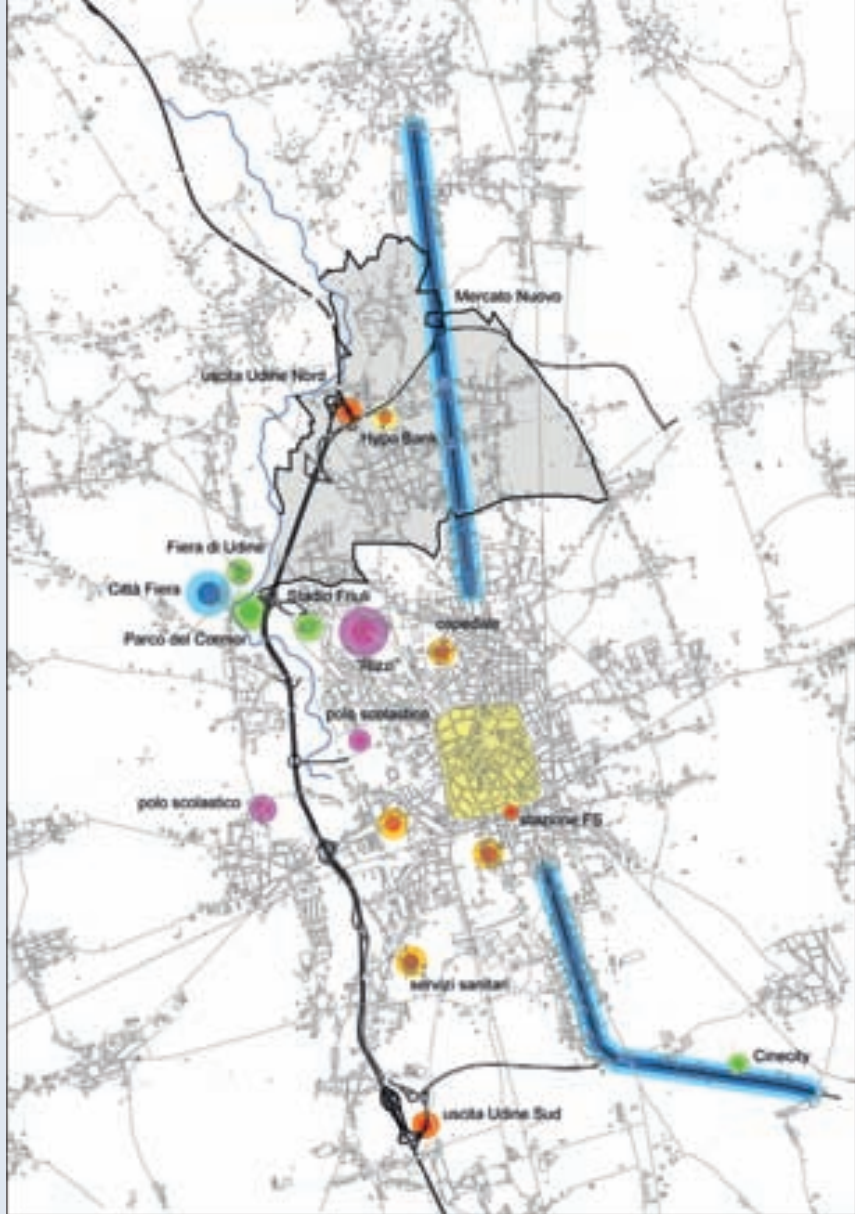 Mercato Nuovo
uscita Udine Nord
Hypo Bank
Fiera di Udine
Città Fiera
Stadio Friuli
Parco del Cormor
ospedale
"Rizzi"
polo scolastico
polo scolastico
stazione FS
servizi sanitari
Cinecity
uscita Udine Sud